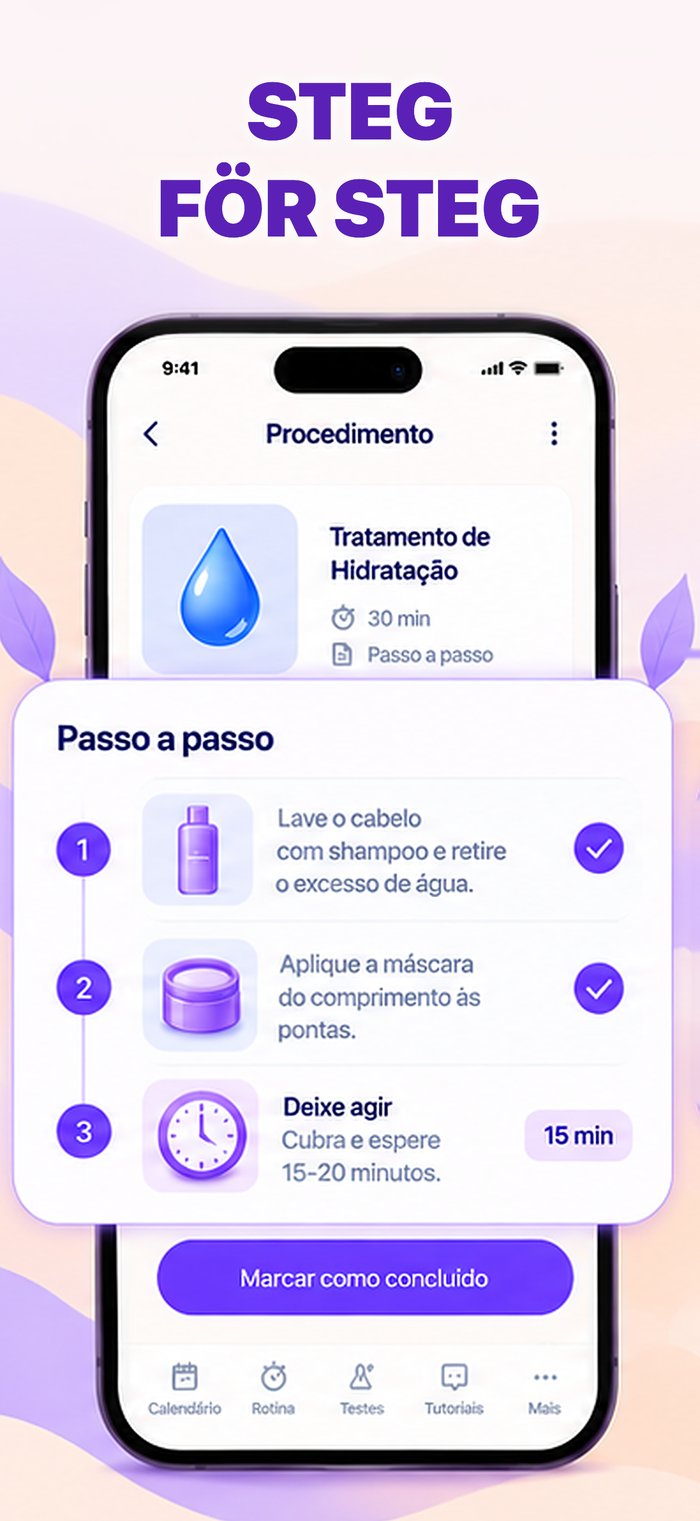 STEG
FÖR STEG
9:41
Procedimento
Tratamento de
Hidratação
30 min
Passo a passo
Passo a passo
1
Lave o cabelo
com shampoo e retire
o excesso de água.
2
Aplique a máscara
do comprimento às
pontas.
3
Deixe agir
Cubra e espere
15-20 minutos.
15 min
Marcar como concluido
Calendário
Rotina
Testes
Tutoriais
Mais